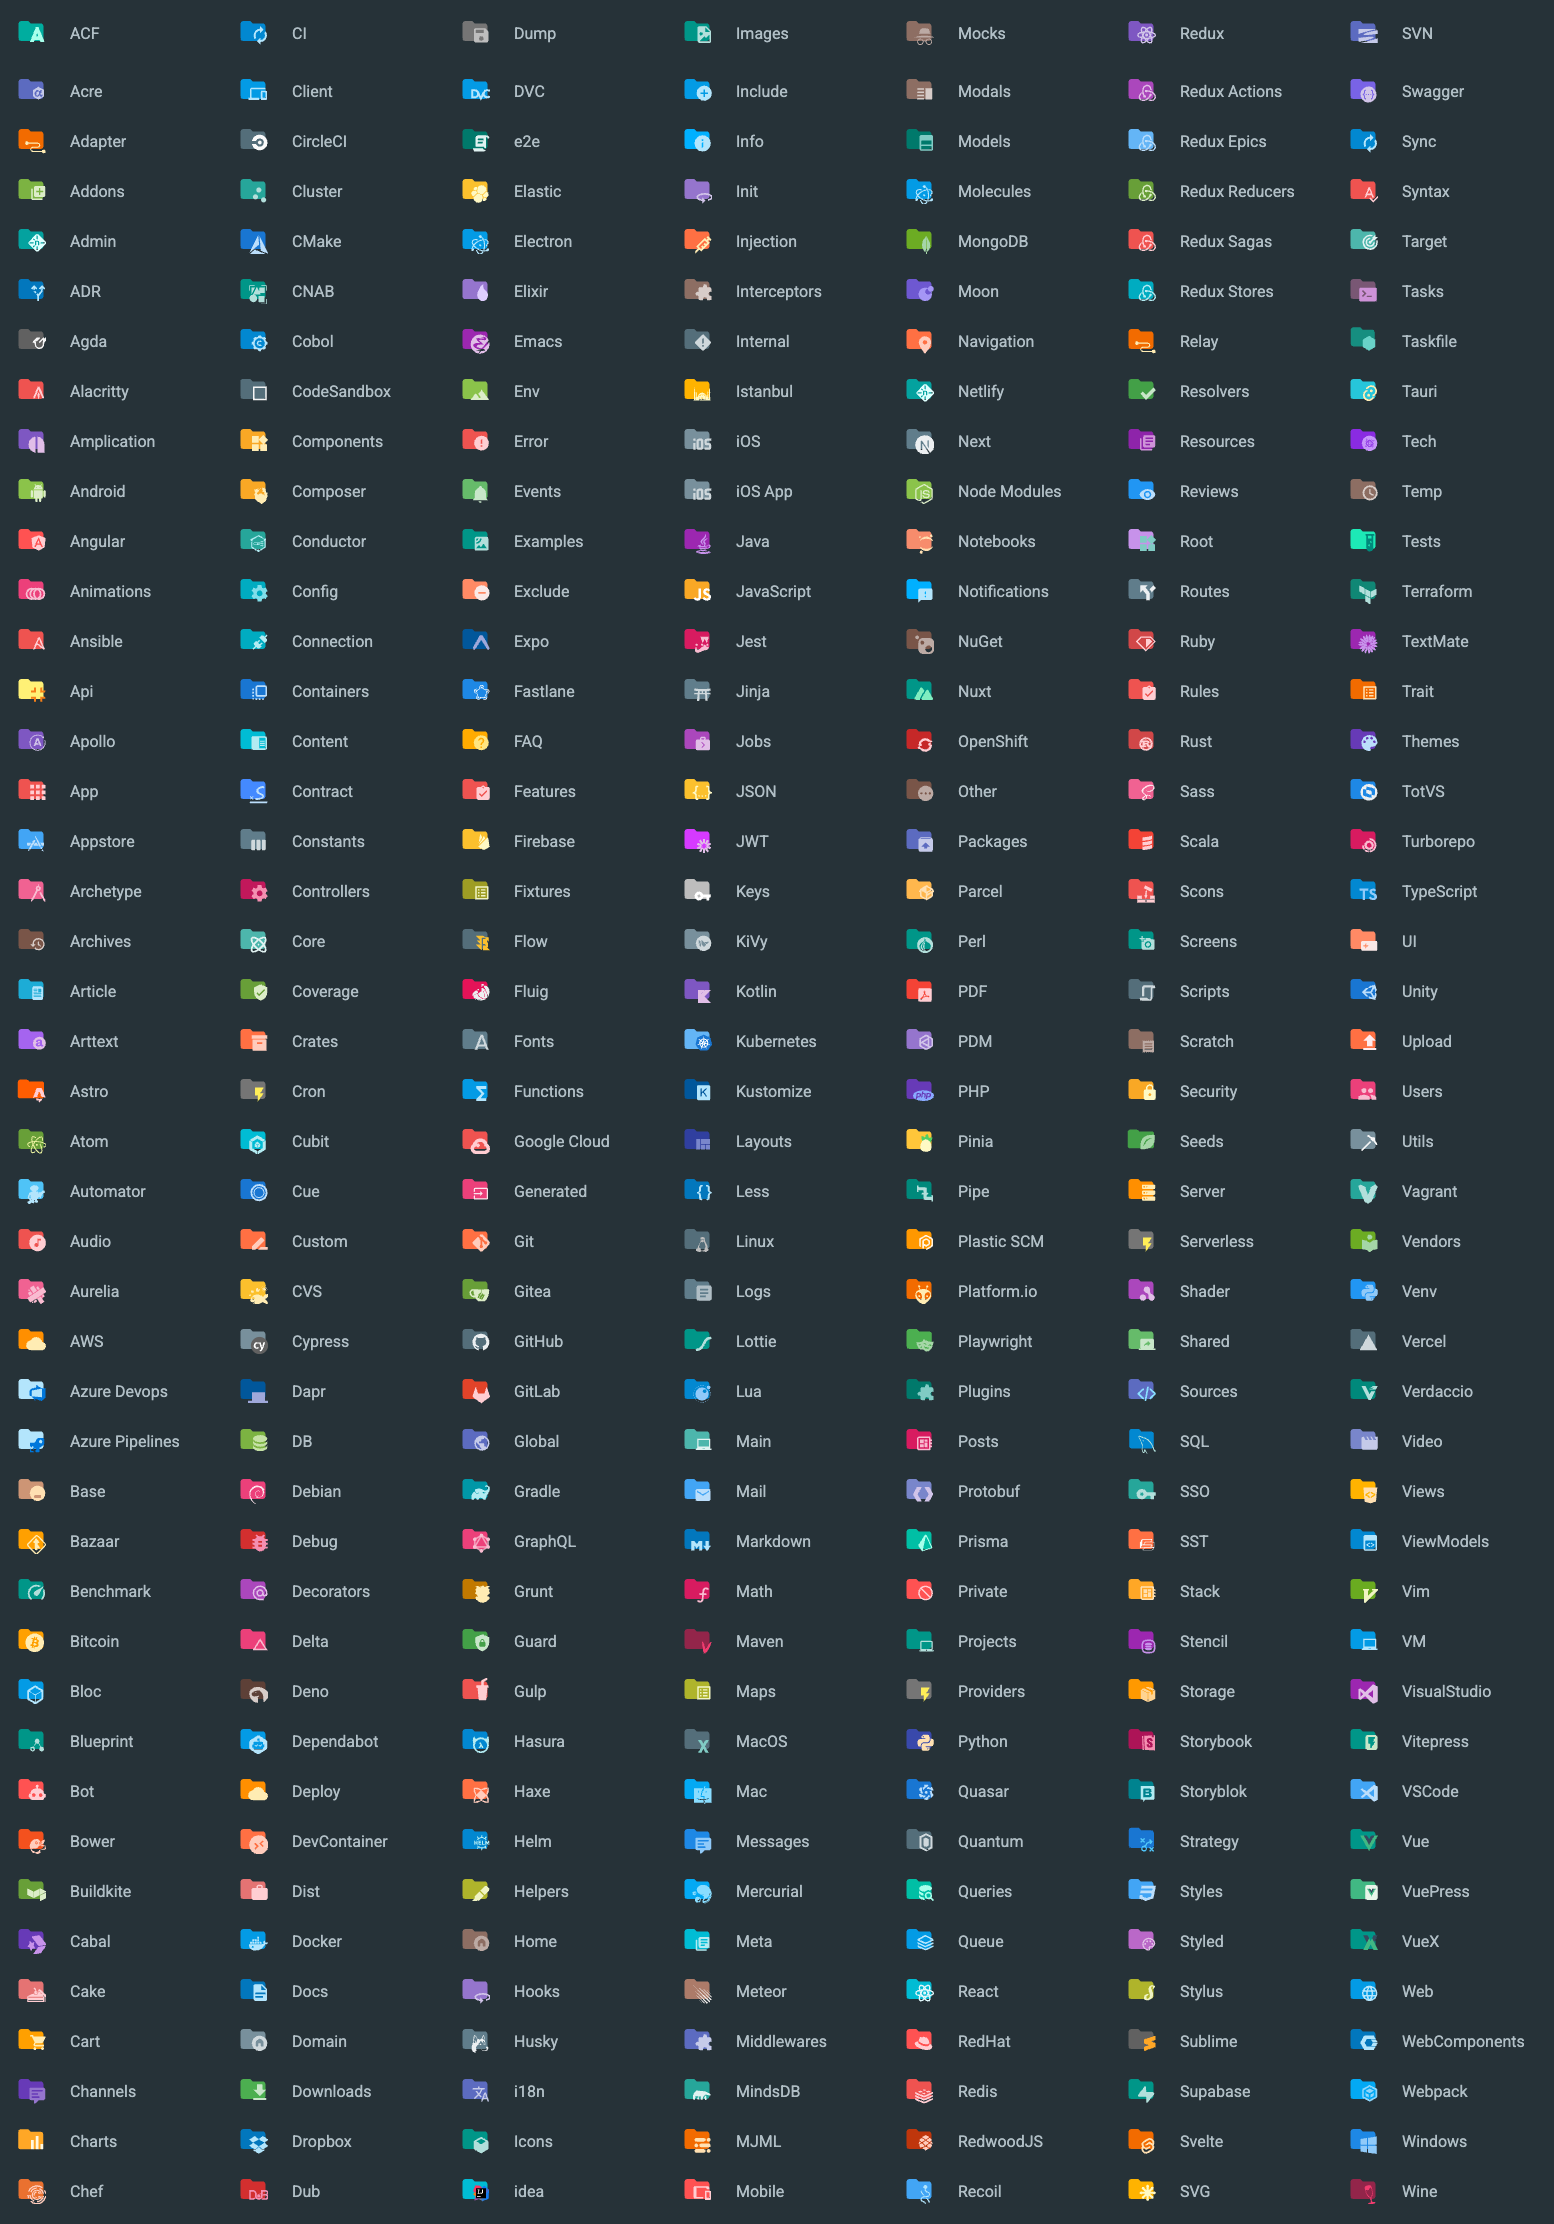 ACF
Acre
Adapter
Addons
Admin
ADR
Agda
Alacritty
Amplication
Android
Angular
Animations
Ansible
Api
Apollo
App
Appstore
Archetype
Archives
Article
Arttext
Astro
Atom
Automator
Audio
Aurelia
AWS
Azure Devops
Azure Pipelines
Base
Bazaar
Benchmark
Bitcoin
Bloc
Blueprint
Bot
Bower
Buildkite
Cabal
Cake
Cart
Channels
Charts
Chef
CI
Client
CircleCI
Cluster
CMake
CNAB
Cobol
CodeSandbox
Components
Composer
Conductor
Config
Connection
Containers
Content
Contract
Constants
Controllers
Core
Coverage
Crates
Cron
Cubit
Cue
Custom
CVS
Cypress
Dapr
DB
Debian
Debug
Decorators
Delta
Deno
Dependabot
Deploy
DevContainer
Dist
Docker
Docs
Domain
Downloads
Dropbox
Dub
Dump
DVC
e2e
Elastic
Electron
Elixir
Emacs
Env
Error
Events
Examples
Exclude
Expo
Fastlane
FAQ
Features
Firebase
Fixtures
Flow
Fluig
Fonts
Functions
Google Cloud
Generated
Git
Gitea
GitHub
GitLab
Global
Gradle
GraphQL
Grunt
Guard
Gulp
Hasura
Haxe
Helm
Helpers
Home
Hooks
Husky
i18n
Icons
idea
Images
Include
Info
Init
Injection
Interceptors
Internal
Istanbul
iOS
iOS App
Java
JavaScript
Jest
Jinja
Jobs
JSON
JWT
Keys
KiVy
Kotlin
Kubernetes
Kustomize
Layouts
Less
Linux
Logs
Lottie
Lua
Main
Mail
Markdown
Math
Maven
Maps
MacOS
Mac
Messages
Mercurial
Meta
Meteor
Middlewares
MindsDB
MJML
Mobile
Mocks
Modals
Models
Molecules
MongoDB
Moon
Navigation
Netlify
Next
Node Modules
Notebooks
Notifications
NuGet
Nuxt
OpenShift
Other
Packages
Parcel
Perl
PDF
PDM
PHP
Pinia
Pipe
Plastic SCM
Platform.io
Playwright
Plugins
Posts
Protobuf
Prisma
Private
Projects
Providers
Python
Quasar
Quantum
Queries
Queue
React
RedHat
Redis
RedwoodJS
Recoil
Redux
Redux Actions
Redux Epics
Redux Reducers
Redux Sagas
Redux Stores
Relay
Resolvers
Resources
Reviews
Root
Routes
Ruby
Rules
Rust
Sass
Scala
Scons
Screens
Scripts
Scratch
Security
Seeds
Server
Serverless
Shader
Shared
Sources
SQL
SSO
SST
Stack
Stencil
Storage
Storybook
Storyblok
Strategy
Styles
Styled
Stylus
Sublime
Supabase
Svelte
SVG
SVN
Swagger
Sync
Syntax
Target
Tasks
Taskfile
Tauri
Tech
Temp
Tests
Terraform
TextMate
Trait
Themes
TotVS
Turborepo
TypeScript
UI
Unity
Upload
Users
Utils
Vagrant
Vendors
Venv
Vercel
Verdaccio
Video
Views
ViewModels
Vim
VM
VisualStudio
Vitepress
VSCode
Vue
VuePress
VueX
Web
WebComponents
Webpack
Windows
Wine